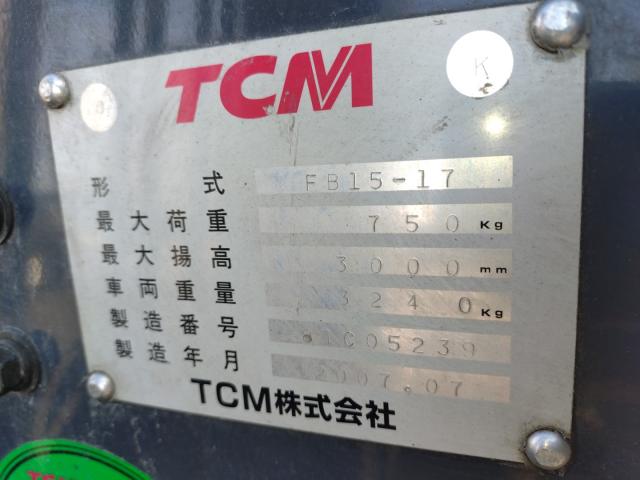 TCM
K
形式 FB15-17
最大荷重 750 Kg
最大揚高 3000 mm
車両重量 3240 Kg
製造番号
製造年月 2007.07
TCM株式会社